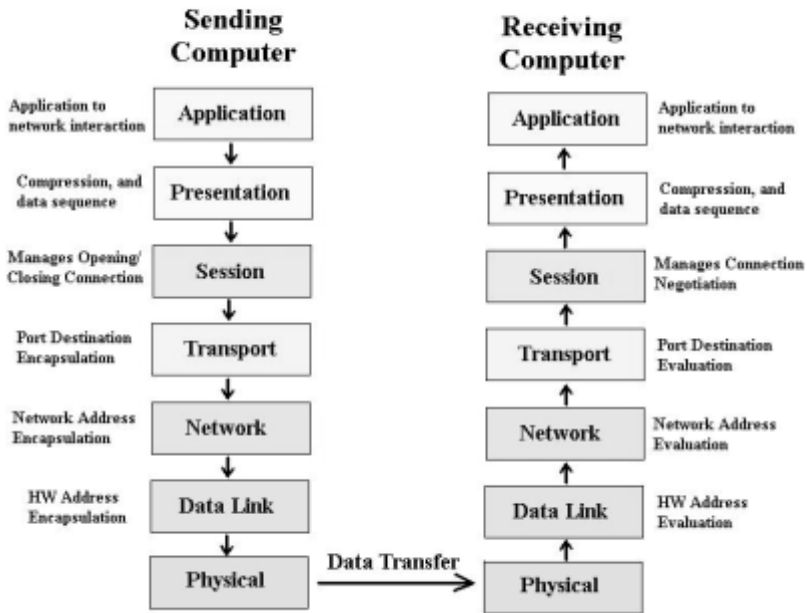 Sending
Computer
Receiving
Computer
Application to
network interaction
Application
Application
Application to
network interaction
Compression, and
data sequence
Presentation
Presentation
Compression, and
data sequence
Manages Opening/
Closing Connection
Session
Session
Manages Connection
Negotiation
Port Destination
Encapsulation
Transport
Transport
Port Destination
Evaluation
Network Address
Encapsulation
Network
Network
Network Address
Evaluation
HW Address
Encapsulation
Data Link
Data Link
HW Address
Evaluation
Physical
Data Transfer
Physical